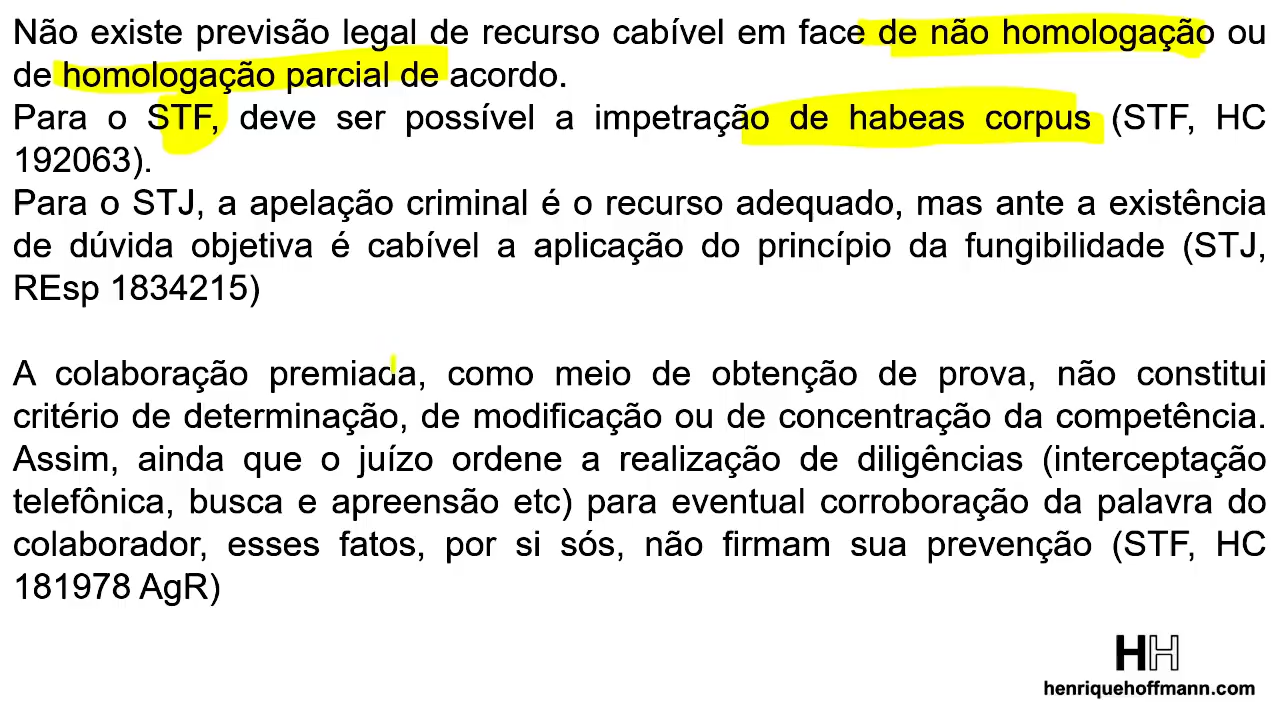 Não existe previsão legal de recurso cabível em face de não homologação ou
de homologação parcial de acordo.
Para o STF, deve ser possível a impetração de habeas corpus (STF, HC
192063).
Para o STJ, a apelação criminal é o recurso adequado, mas ante a existência
de dúvida objetiva é cabível a aplicação do princípio da fungibilidade (STJ,
REsp 1834215)
A colaboração premiada, como meio de obtenção de prova, não constitui
critério de determinação, de modificação ou de concentração da competência.
Assim, ainda que o juízo ordene a realização de diligências (interceptação
telefônica, busca e apreensão etc) para eventual corroboração da palavra do
colaborador, esses fatos, por si sós, não firmam sua prevenção (STF, HC
181978 AgR)
HH
henriquehoffmann.com